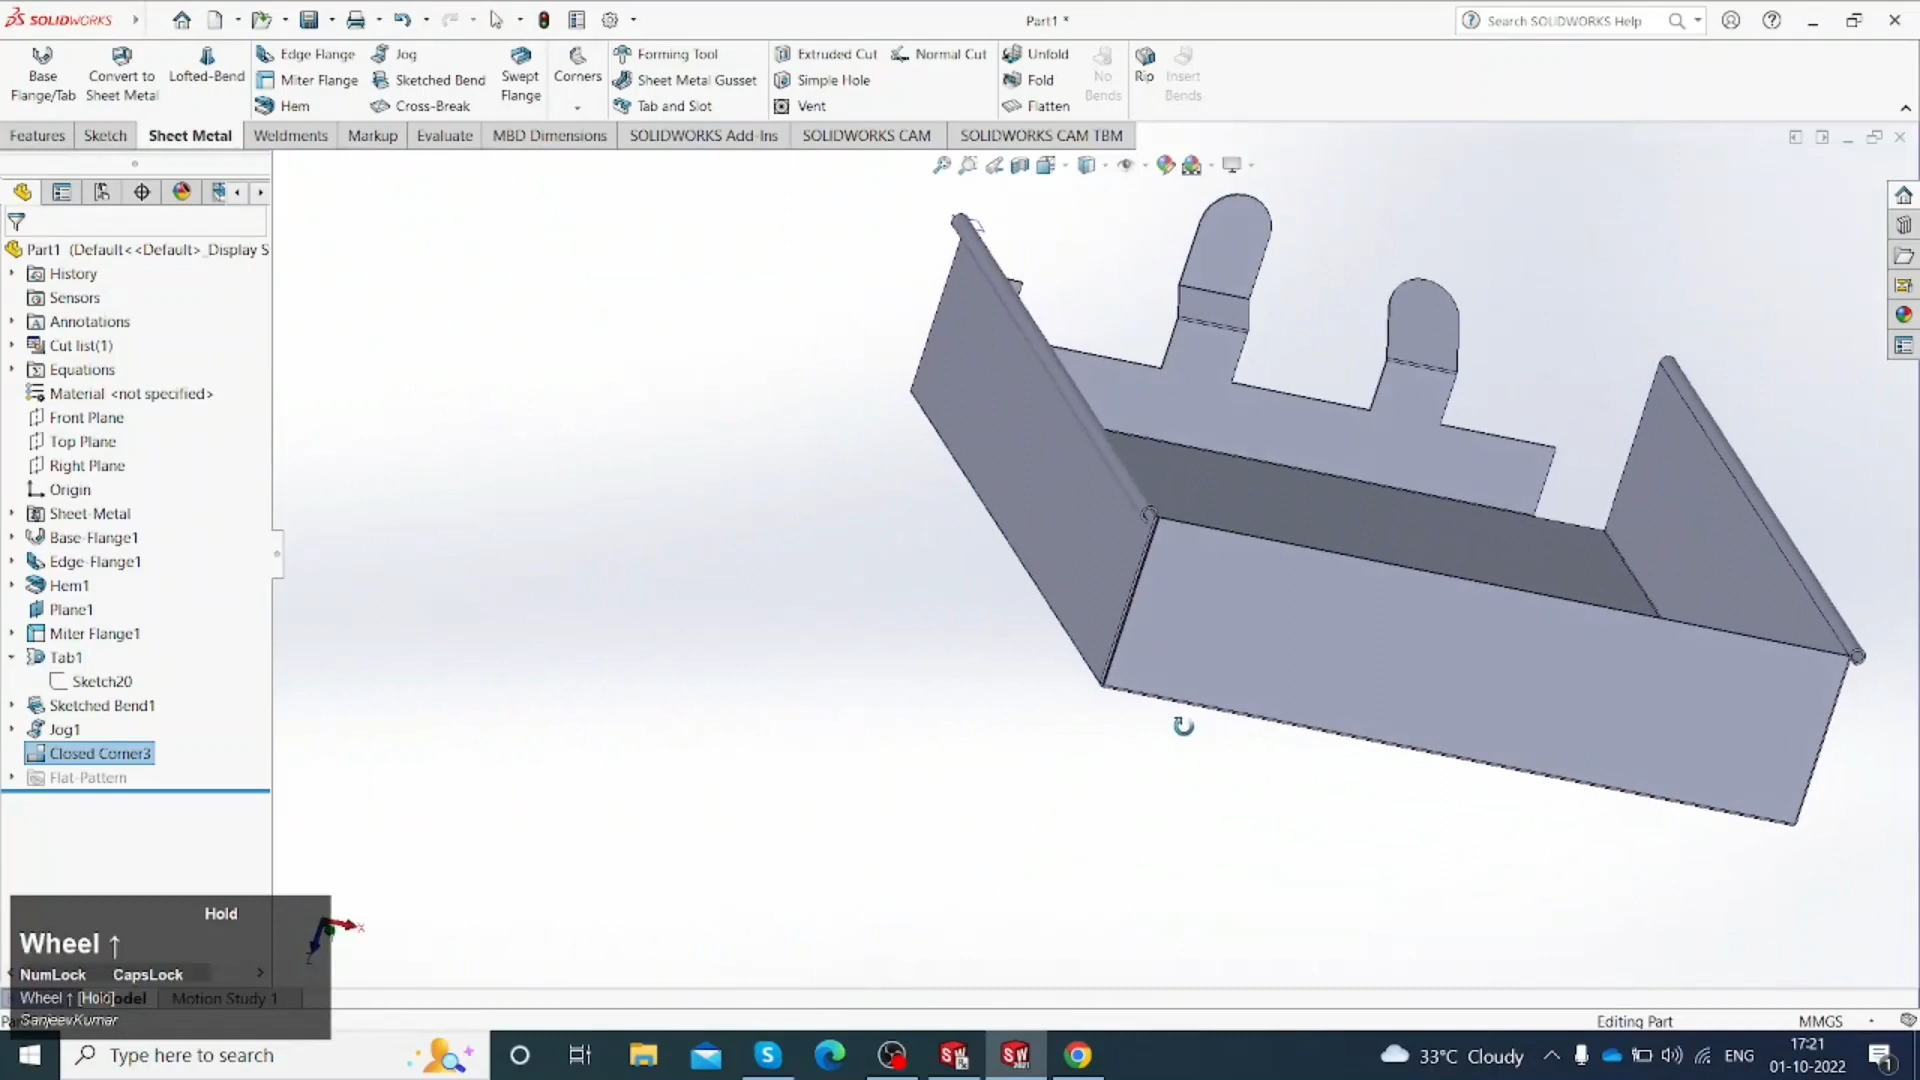 SOLIDWORKS
Part1 *
Search SOLIDWORKS Help
Base
Flange/Tab
Convert to
Sheet Metal
Lofted-Bend
Edge Flange
Miter Flange
Hem
Jog
Sketched Bend
Cross-Break
Swept
Flange
Corners
Forming Tool
Sheet Metal Gusset
Tab and Slot
Extruded Cut
Simple Hole
Vent
Normal Cut
Unfold
Fold
Flatten
No
Bends
Rip
Insert
Bends
Features
Sketch
Sheet Metal
Weldments
Markup
Evaluate
MBD Dimensions
SOLIDWORKS Add-Ins
SOLIDWORKS CAM
SOLIDWORKS CAM TBM
Part1 (Default<<Default>_Display S
History
Sensors
Annotations
Cut list(1)
Equations
Material <not specified>
Front Plane
Top Plane
Right Plane
Origin
Sheet-Metal
Base-Flange1
Edge-Flange1
Hem1
Plane1
Miter Flange1
Tab1
Sketch20
Sketched Bend1
Jog1
Closed Corner3
Flat-Pattern
Hold
Wheel ↑
NumLock CapsLock
Wheel ↑ [Hold]
SanjeevKumar
Motion Study 1
Editing Part
MMGS
Type here to search
33°C Cloudy
ENG
17:21
01-10-2022